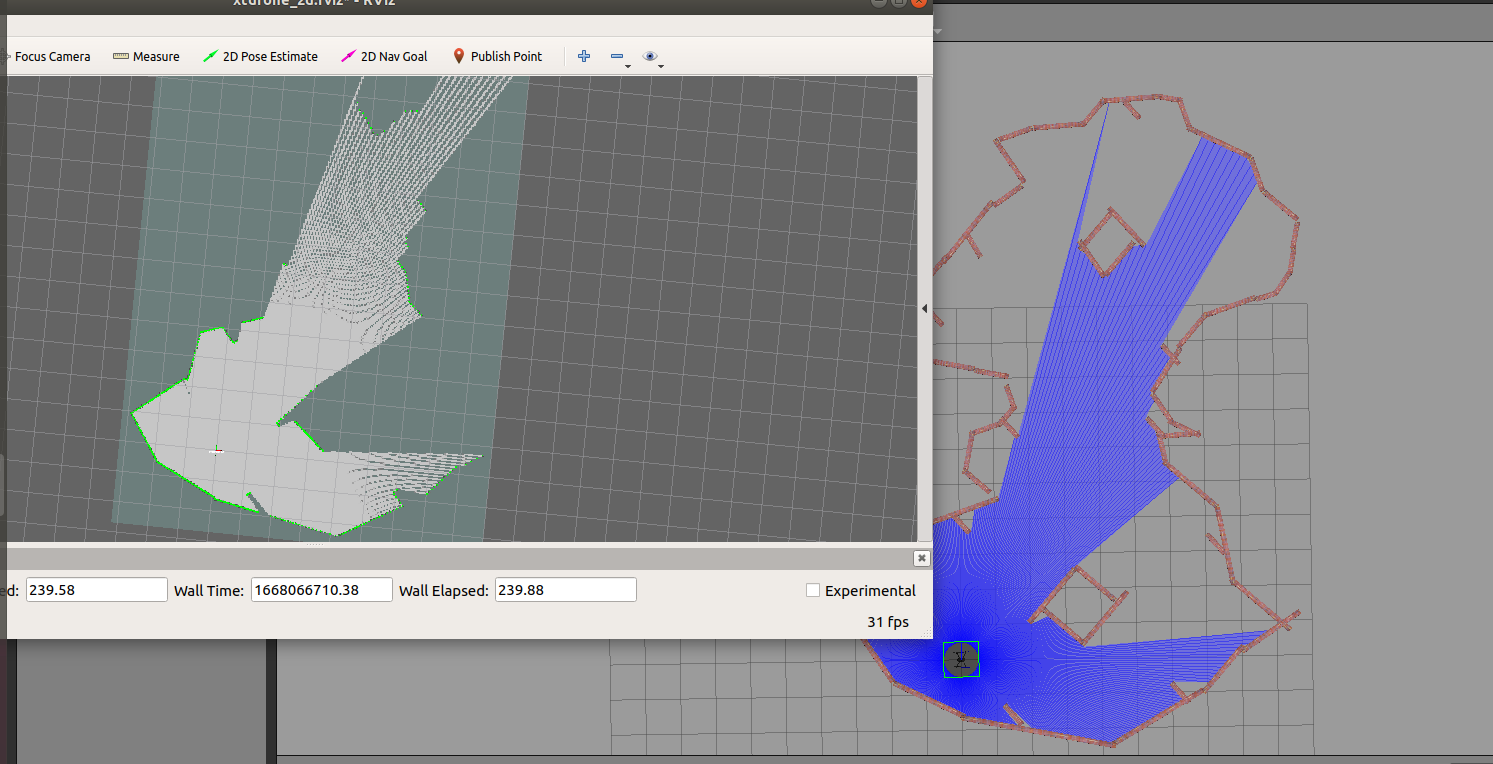 xtdrone_2d.rviz* - RViz
Focus Camera Measure 2D Pose Estimate 2D Nav Goal Publish Point
ed: 239.58 Wall Time: 1668066710.38 Wall Elapsed: 239.88 Experimental
31 fps